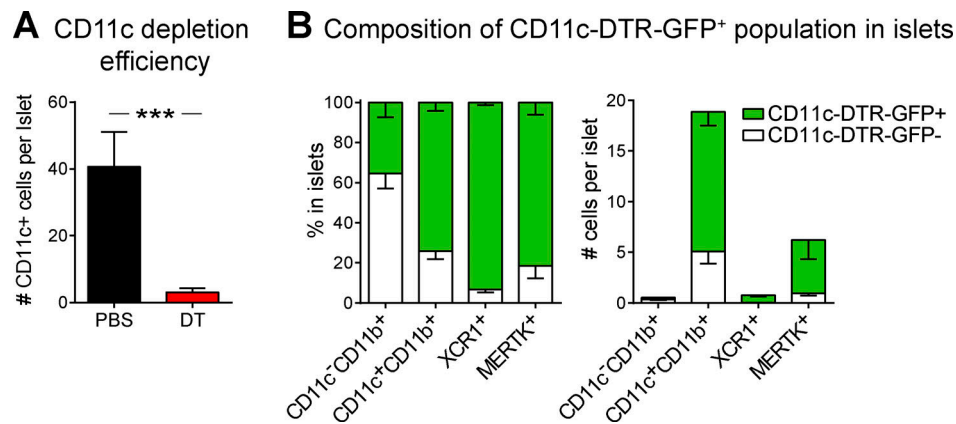 A CD11c depletion
efficiency
# CD11c+ cells per Islet
60
40
20
0
***
PBS DT
B Composition of CD11c-DTR-GFP⁺ population in islets
% in islets
100
80
60
40
20
0
CD11c⁻CD11b⁺
CD11c⁺CD11b⁺
XCR1⁺
MERTK⁺
# cells per islet
20
15
10
5
0
CD11c⁻CD11b⁺
CD11c⁺CD11b⁺
XCR1⁺
MERTK⁺
CD11c-DTR-GFP+
CD11c-DTR-GFP-